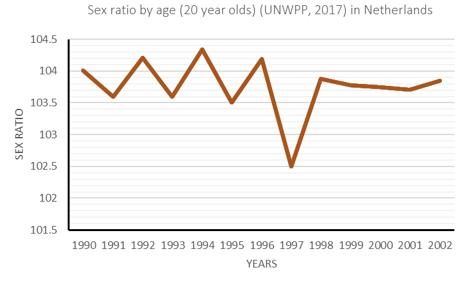 Sex ratio by age (20 year olds) (UNWPP, 2017) in Netherlands
104.5
104
103.5
103
102.5
102
101.5
SEX RATIO
1990 1991 1992 1993 1994 1995 1996 1997 1998 1999 2000 2001 2002
YEARS